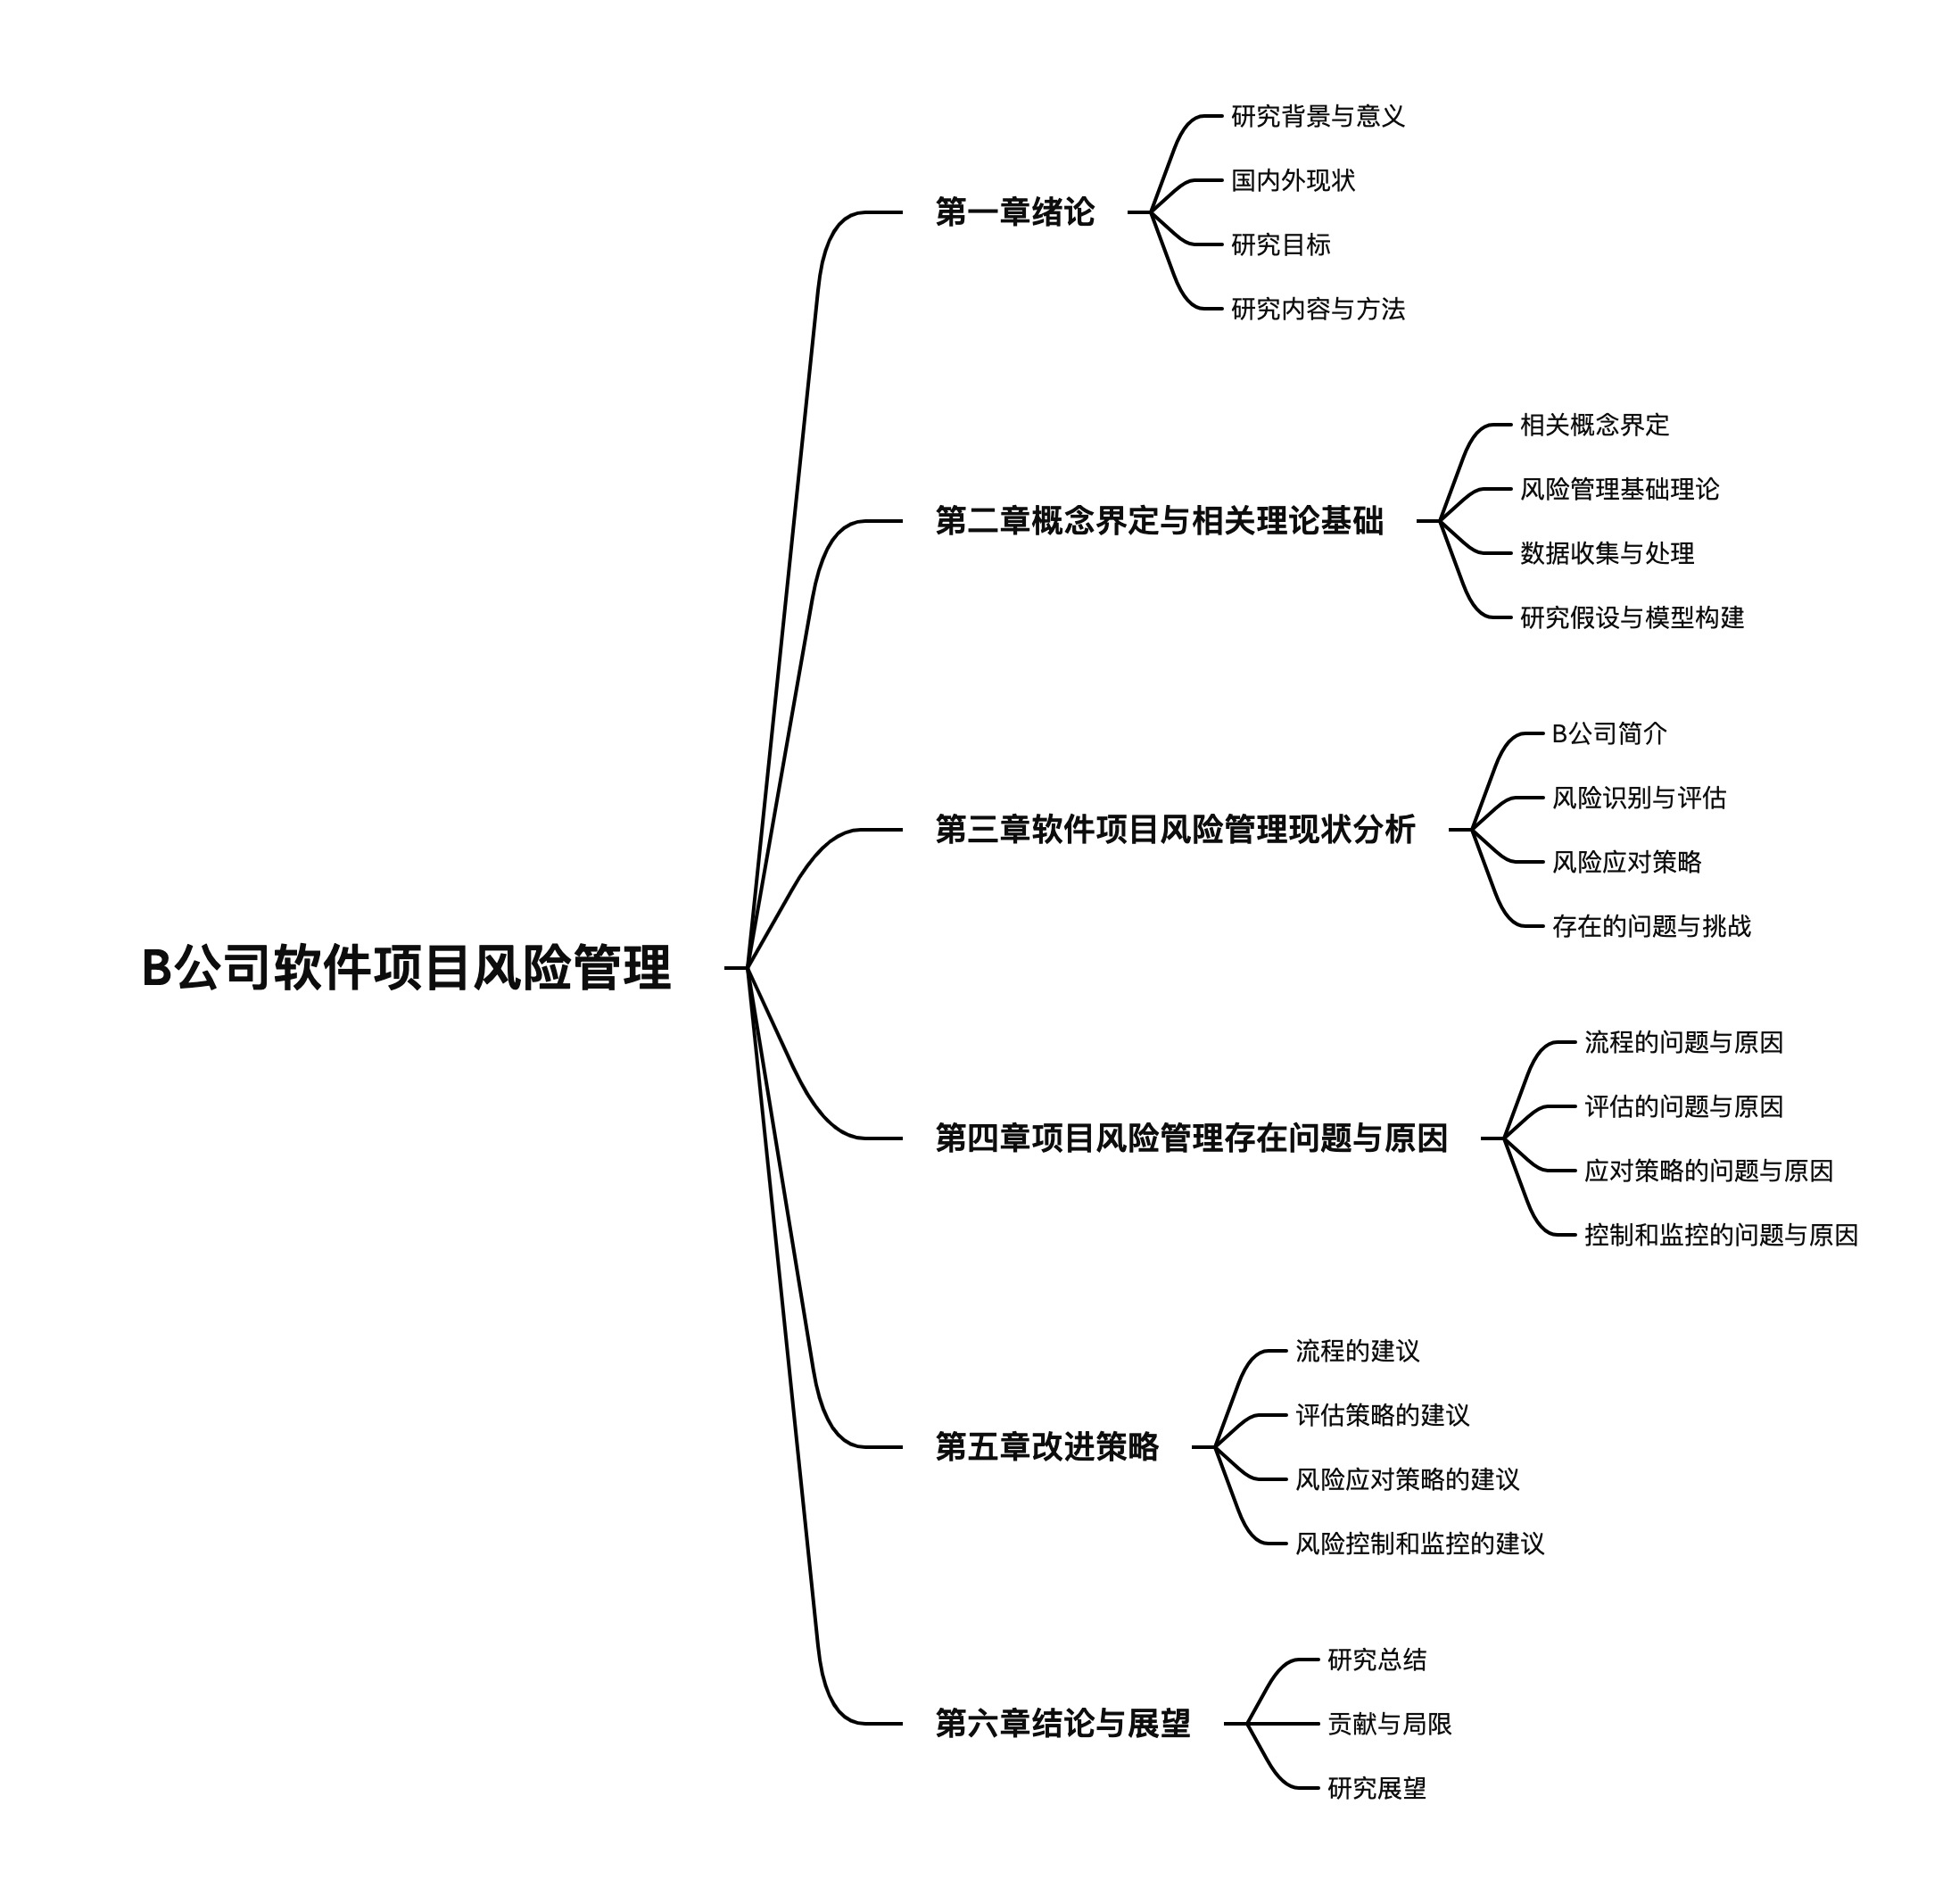 B公司软件项目风险管理
第一章绪论
研究背景与意义
国内外现状
研究目标
研究内容与方法
第二章概念界定与相关理论基础
相关概念界定
风险管理基础理论
数据收集与处理
研究假设与模型构建
第三章软件项目风险管理现状分析
B公司简介
风险识别与评估
风险应对策略
存在的问题与挑战
第四章项目风险管理存在问题与原因
流程的问题与原因
评估的问题与原因
应对策略的问题与原因
控制和监控的问题与原因
第五章改进策略
流程的建议
评估策略的建议
风险应对策略的建议
风险控制和监控的建议
第六章结论与展望
研究总结
贡献与局限
研究展望